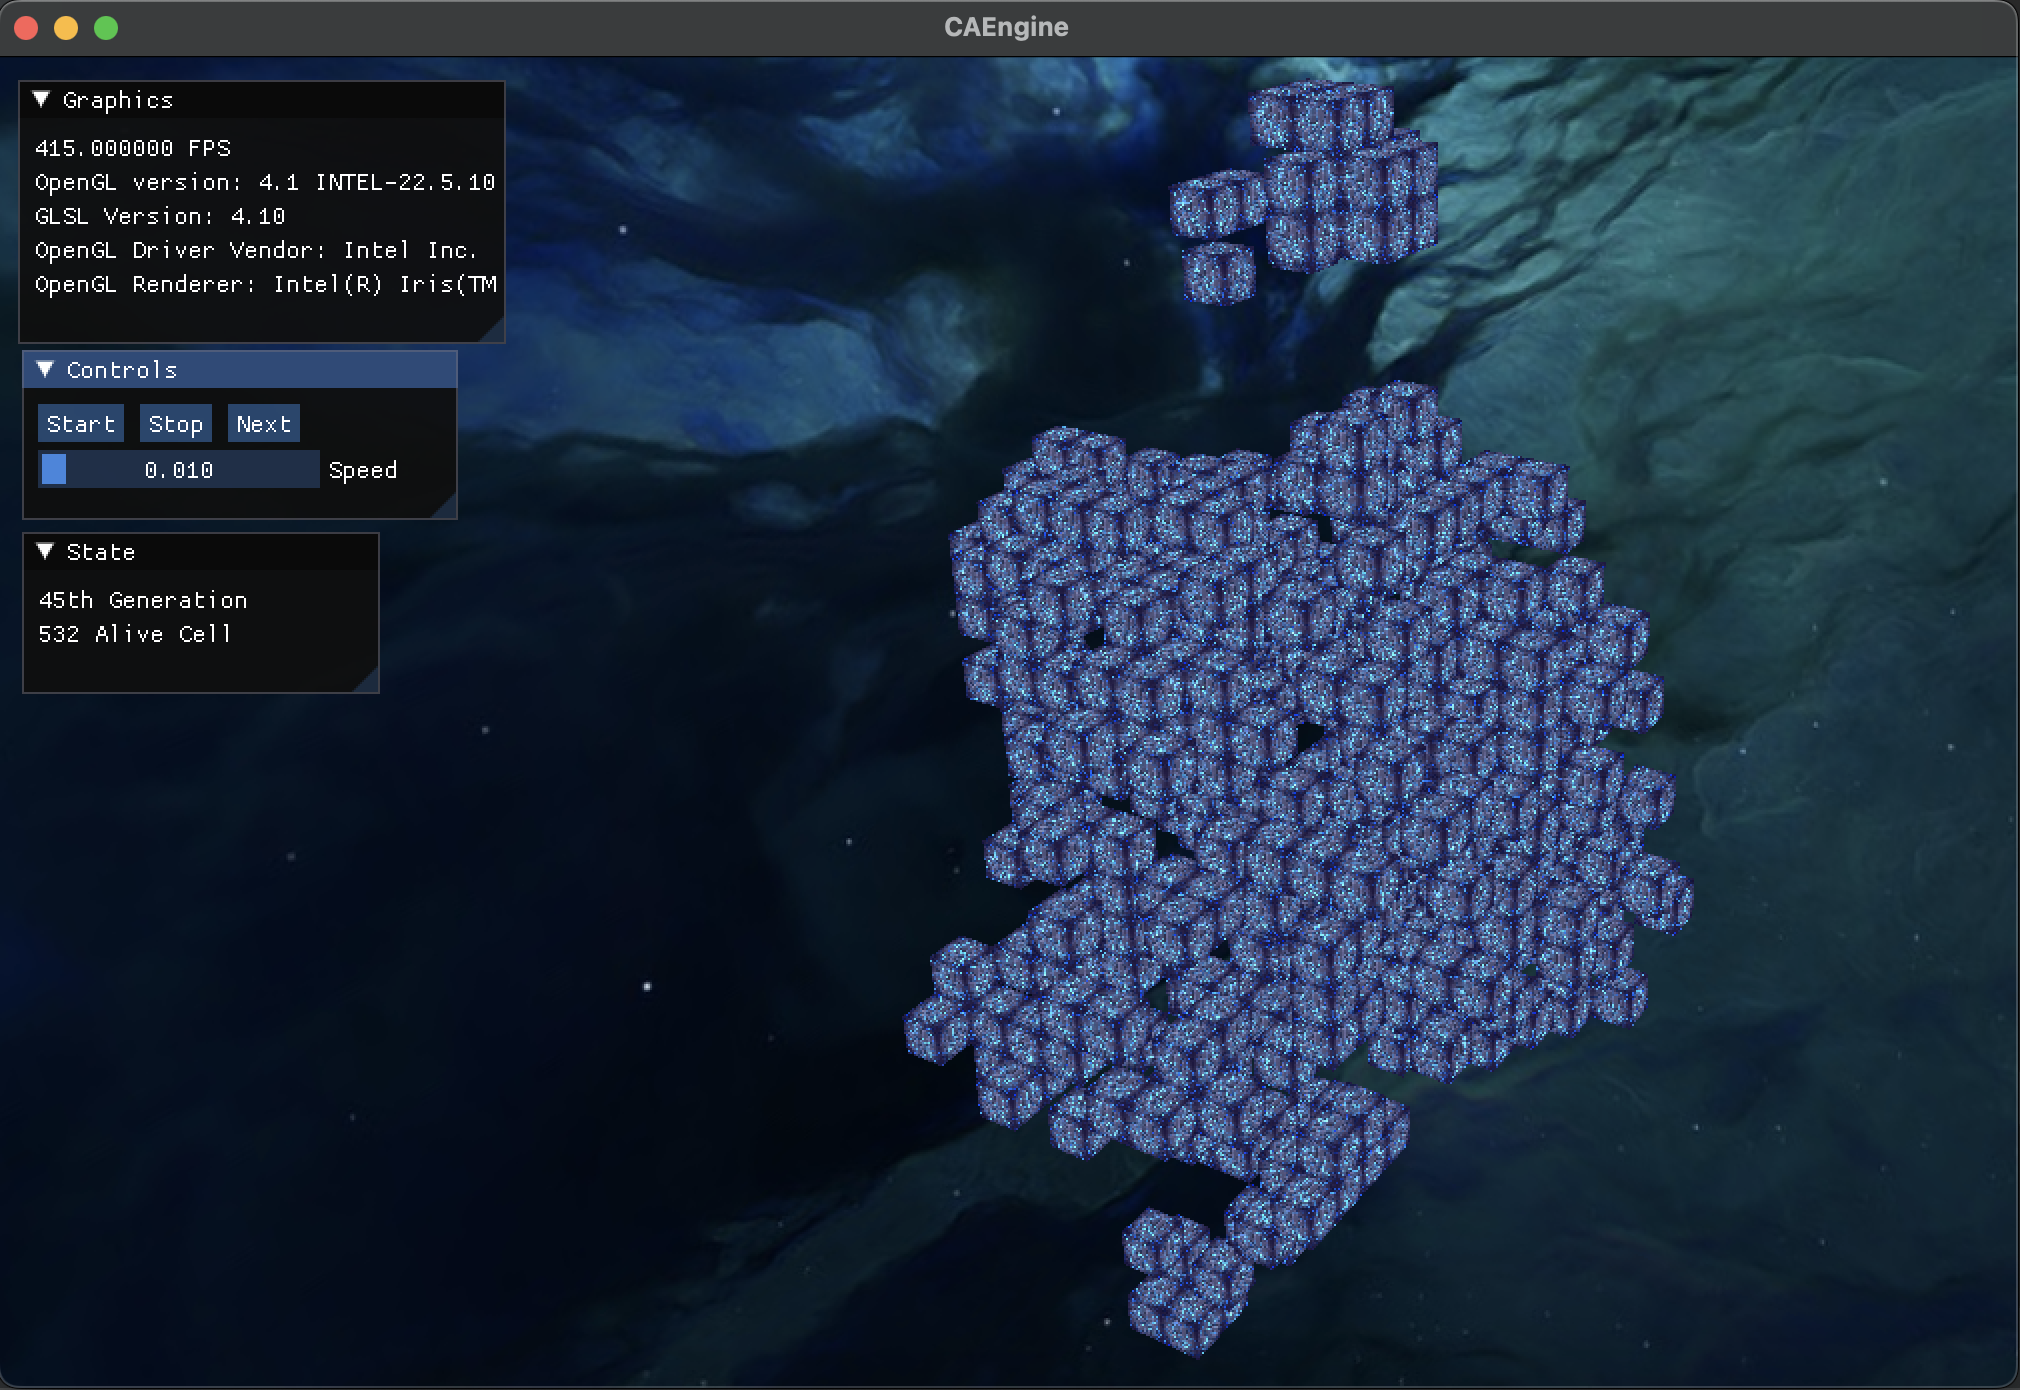 CAEngine
Graphics
415.000000 FPS
OpenGL version: 4.1 INTEL-22.5.10
GLSL Version: 4.10
OpenGL Driver Vendor: Intel Inc.
OpenGL Renderer: Intel(R) Iris(TM
Controls
Start Stop Next
0.010 Speed
State
45th Generation
532 Alive Cell